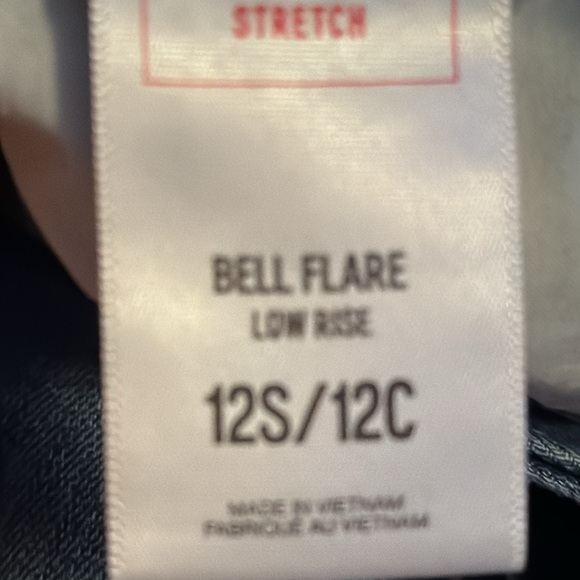 STRETCH
BELL FLARE
LOW RISE
12S/12C
MADE IN VIETNAM
FABRIQUÉ AU VIETNAM